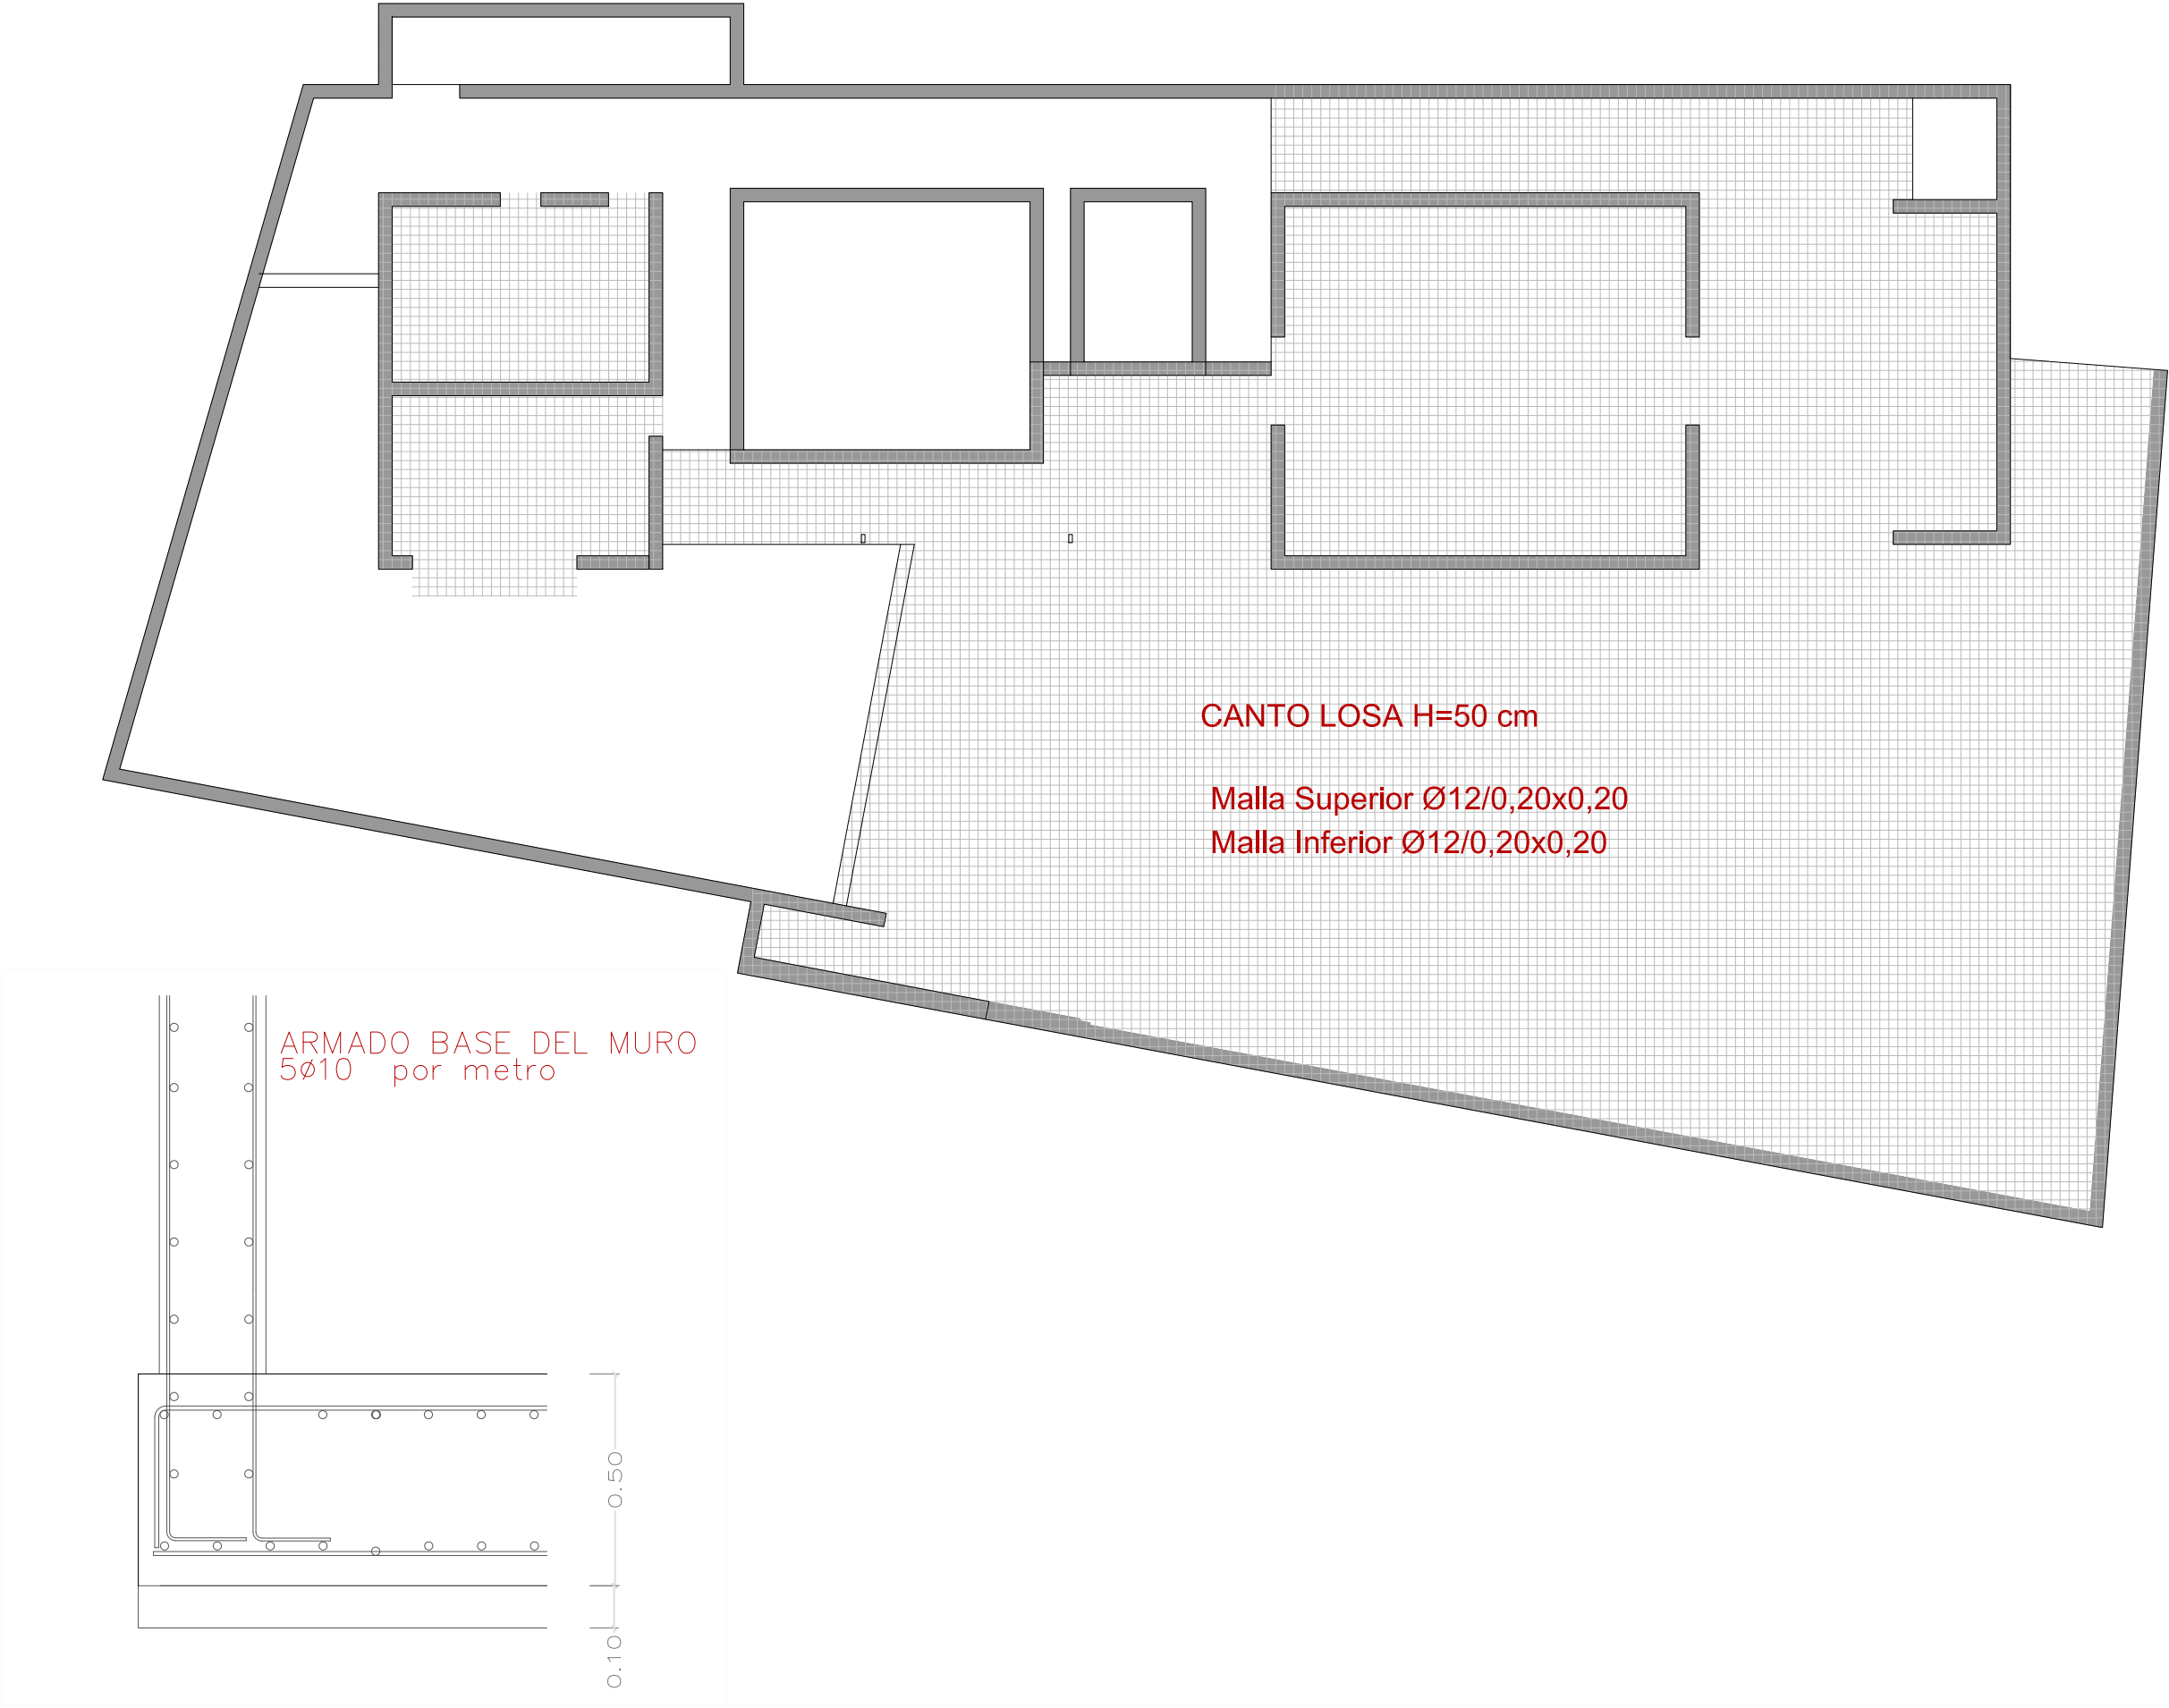 CANTO LOSA H=50 cm
Malla Superior Ø12/0,20x0,20
Malla Inferior Ø12/0,20x0,20
ARMADO BASE DEL MURO
5ø10 por metro
0.50
0.10